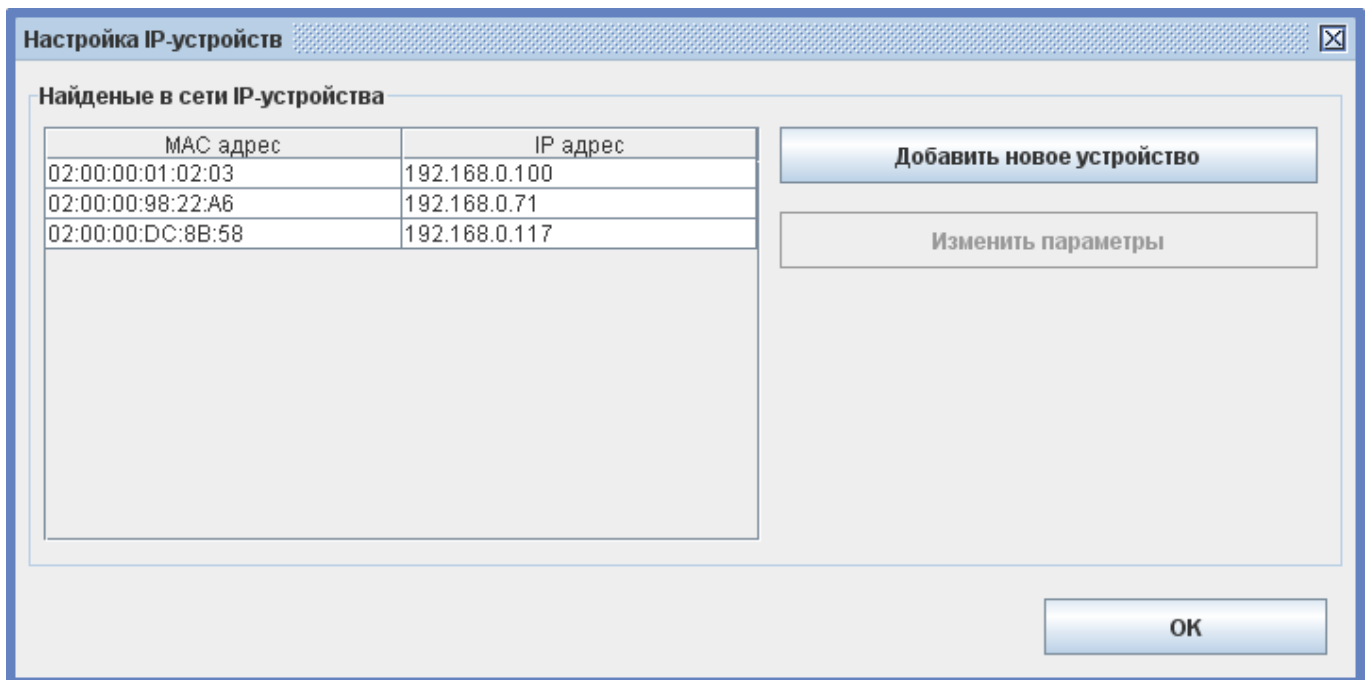 Настройка IP-устройств
Найденые в сети IP-устройства
MAC адрес IP адрес
02:00:00:01:02:03 192.168.0.100
02:00:00:98:22:A6 192.168.0.71
02:00:00:DC:8B:58 192.168.0.117
Добавить новое устройство
Изменить параметры
OK